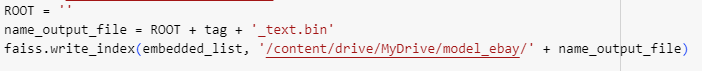 ROOT = ''
name_output_file = ROOT + tag + '_text.bin'
faiss.write_index(embedded_list, '/content/drive/MyDrive/model_ebay/' + name_output_file)